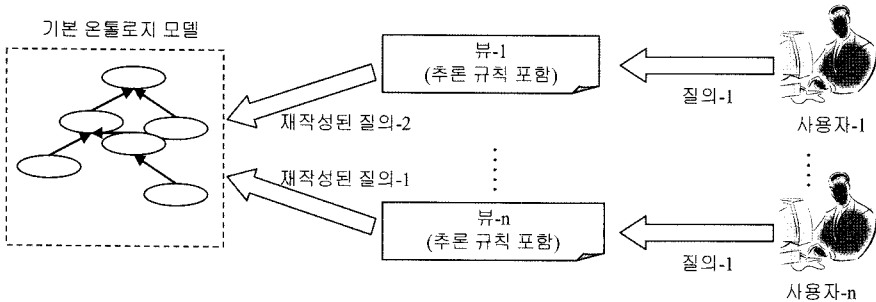 기본 온톨로지 모델
뷰-1
(추론 규칙 포함)
질의-1
사용자-1
재작성된 질의-2
재작성된 질의-1
뷰-n
(추론 규칙 포함)
질의-1
사용자-n